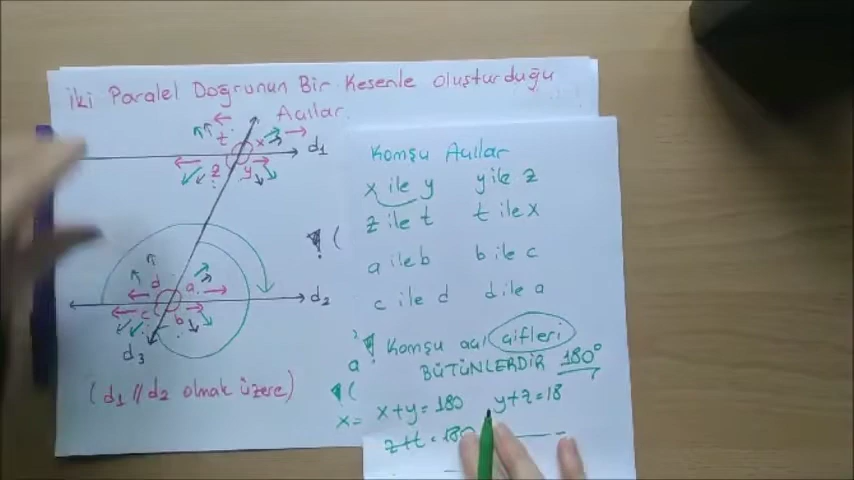 iki Paralel Doğrunun Bir Kesenle oluşturduğu
Açılar
t x d1
z y
d a d2
c b
d3
(d1 // d2 olmak üzere)
Komşu Açılar
x ile y y ile z
z ile t t ile x
a ile b b ile c
c ile d d ile a
! Komşu açı çiftleri
BÜTÜNLERDİR 180°
x+y=180 y+z=18
z+t=180
! (
a
! (
x=